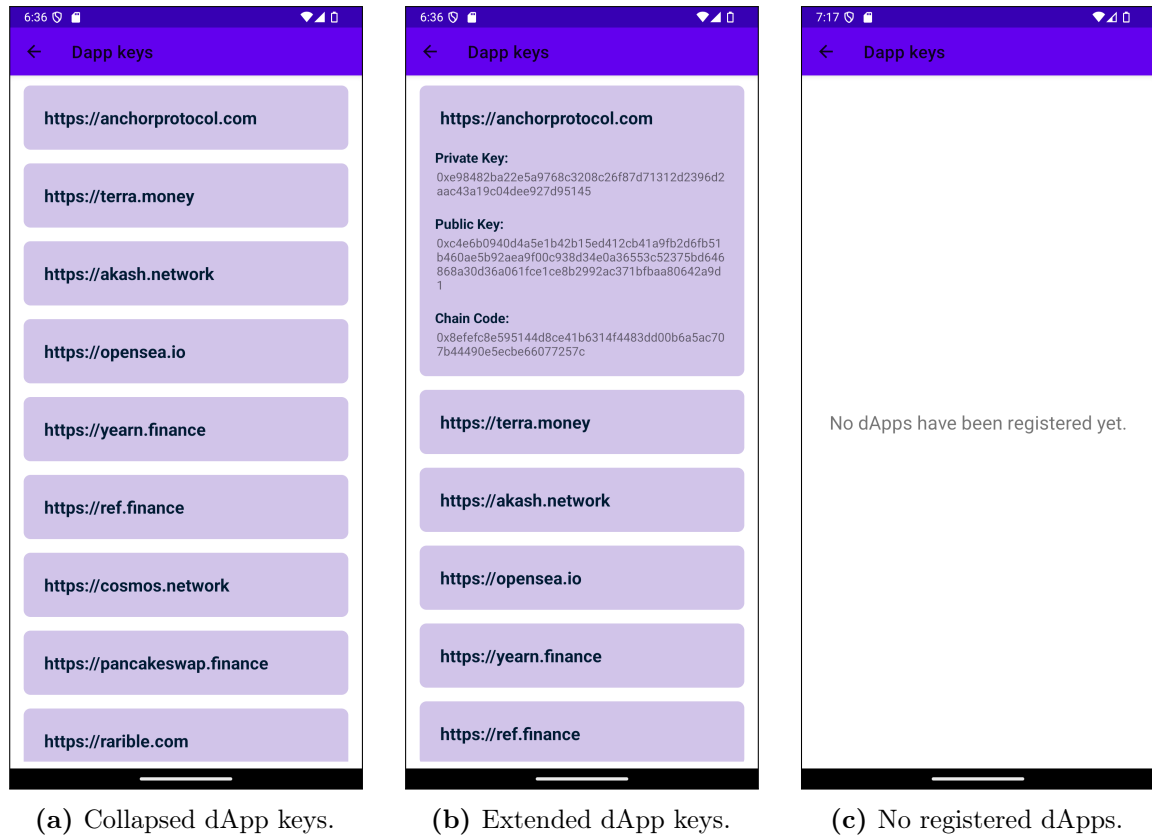 6:36
Dapp keys
https://anchorprotocol.com
https://terra.money
https://akash.network
https://opensea.io
https://yearn.finance
https://ref.finance
https://cosmos.network
https://pancakeswap.finance
https://rarible.com
(a) Collapsed dApp keys.
6:36
Dapp keys
https://anchorprotocol.com
Private Key:
0xe98482ba22e5a9768c3208c26f87d71312d2396d2
aac43a19c04dee927d95145
Public Key:
0xc4e6b0940d4a5e1b42b15ed412cb41a9fb2d6fb51
b460ae5b92aea9f00c938d34e0a36553c52375bd646
868a30d36a061fce1ce8b2992ac371bfbaa80642a9d
1
Chain Code:
0x8efefc8e595144d8ce41b6314f4483dd00b6a5ac70
7b44490e5ecbe66077257c
https://terra.money
https://akash.network
https://opensea.io
https://yearn.finance
https://ref.finance
(b) Extended dApp keys.
7:17
Dapp keys
No dApps have been registered yet.
(c) No registered dApps.